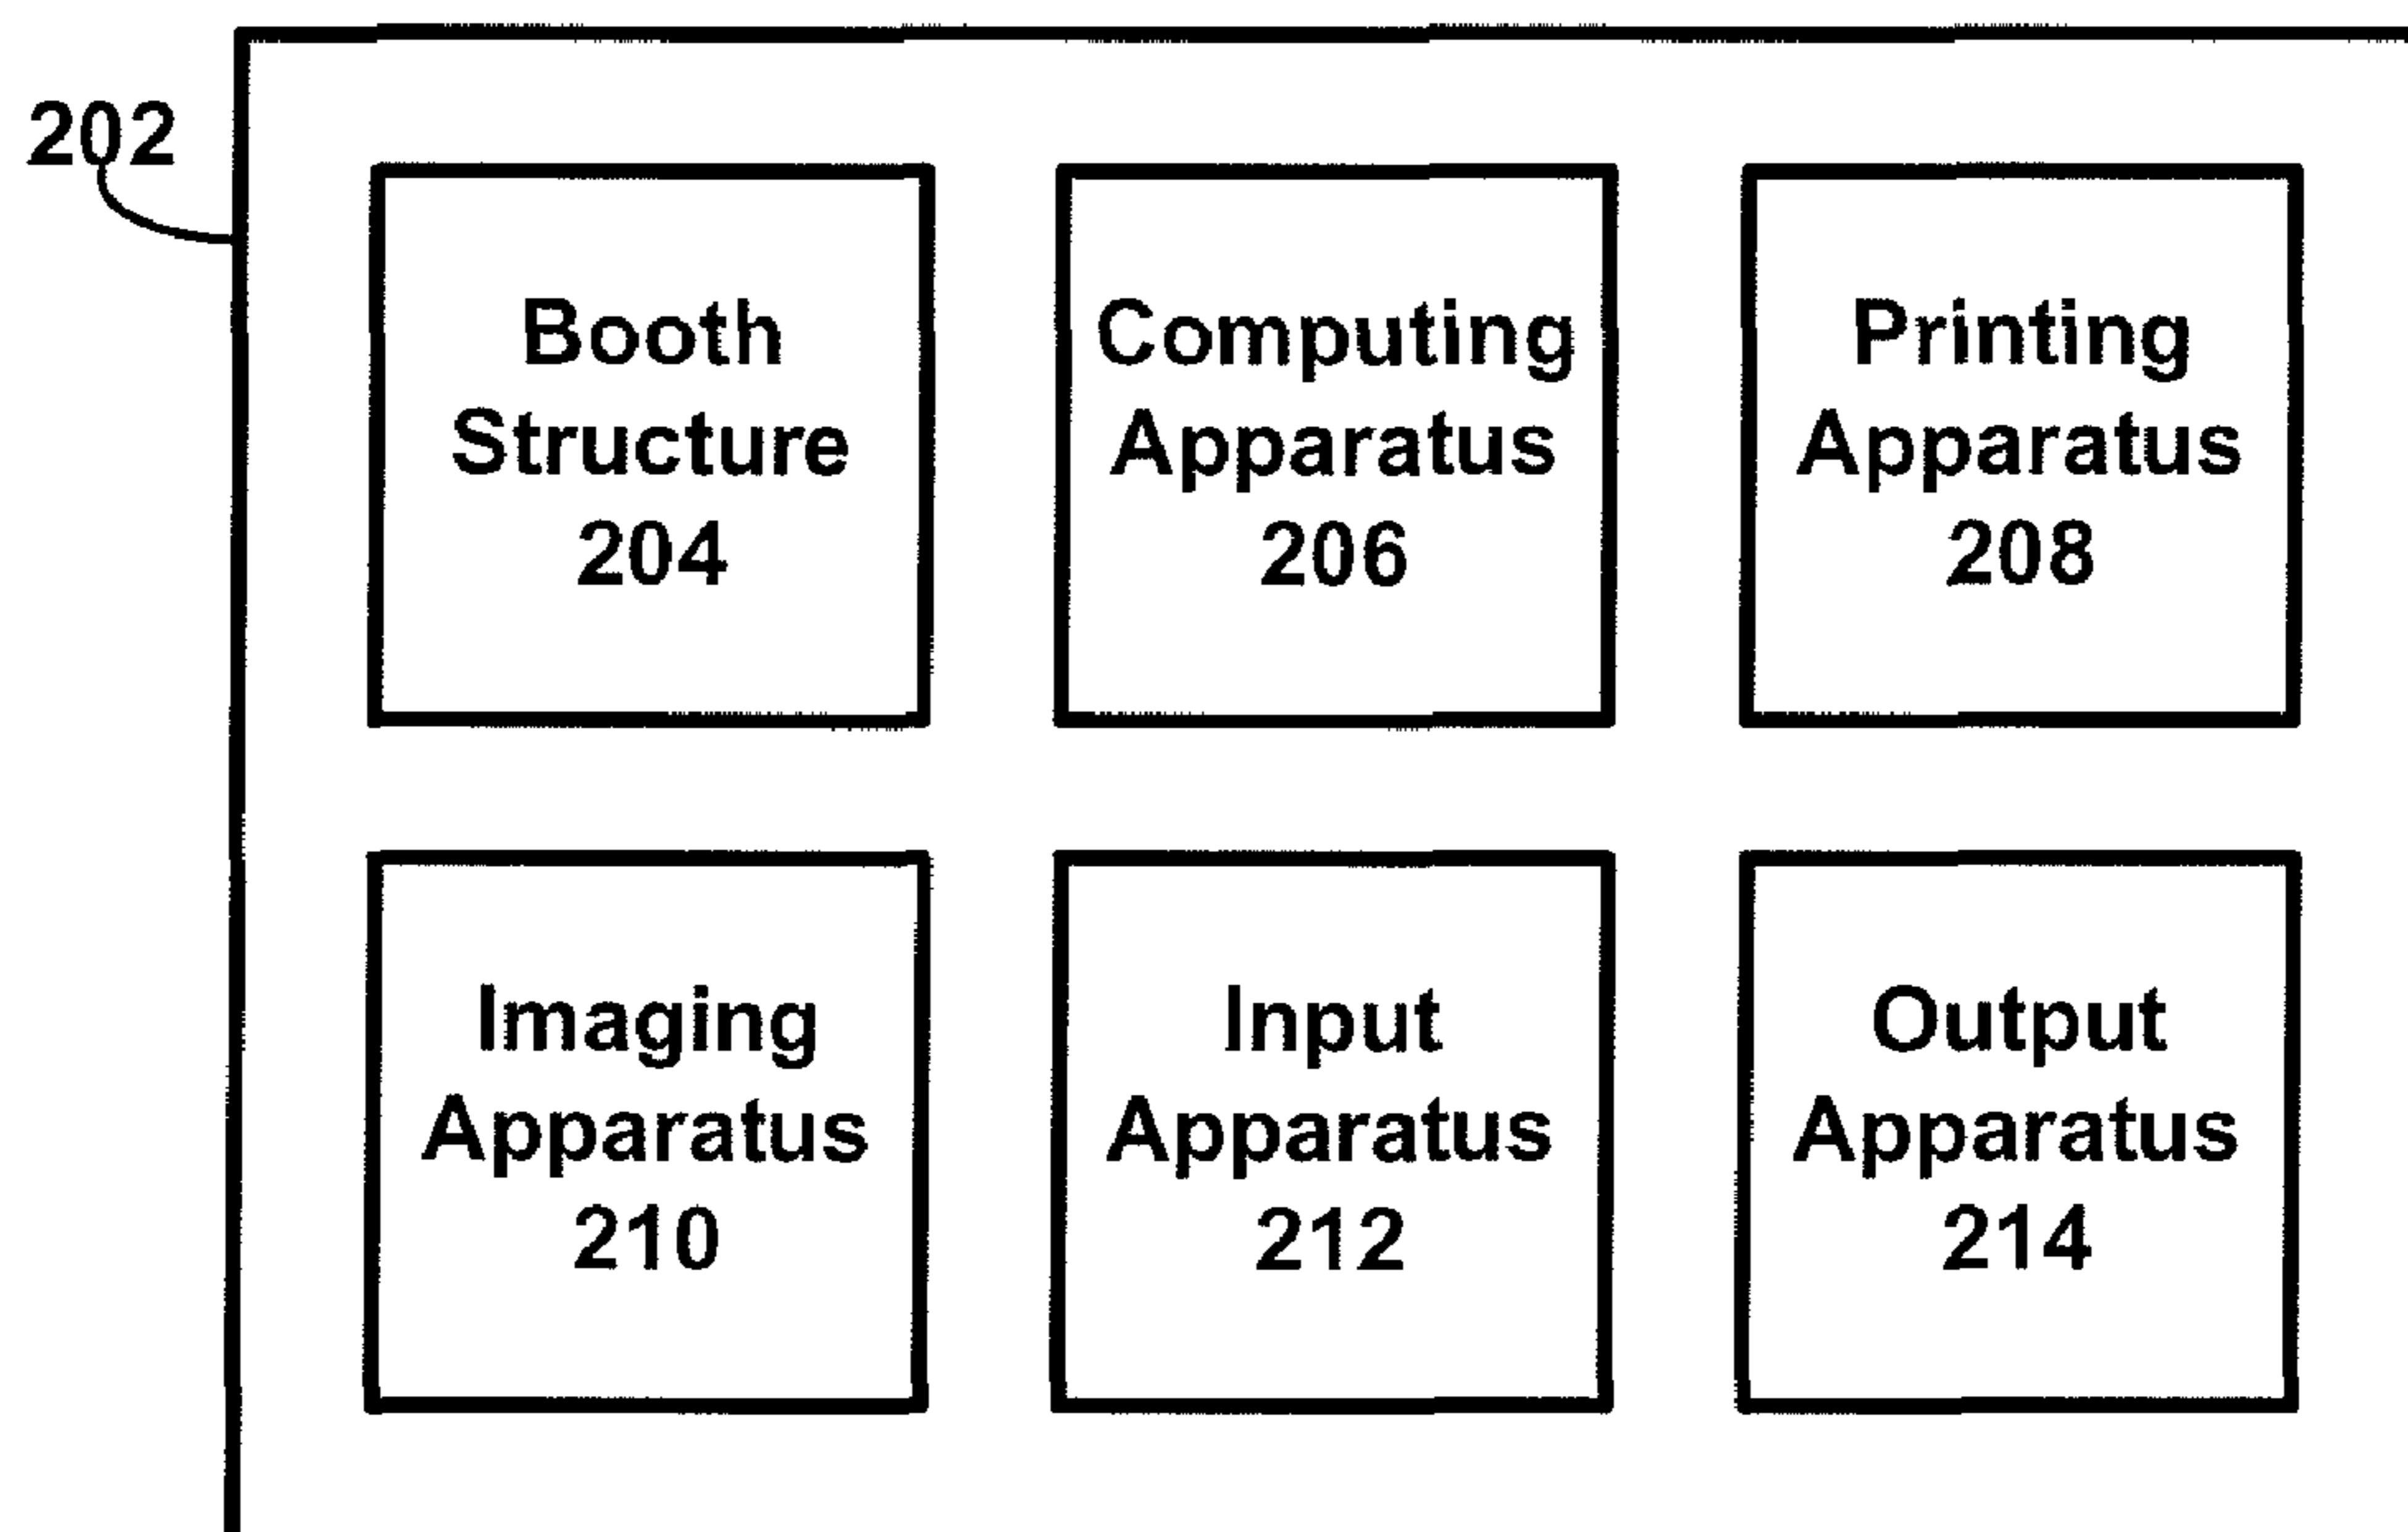 202
Booth
Structure
204
Computing
Apparatus
206
Printing
Apparatus
208
Imaging
Apparatus
210
Input
Apparatus
212
Output
Apparatus
214